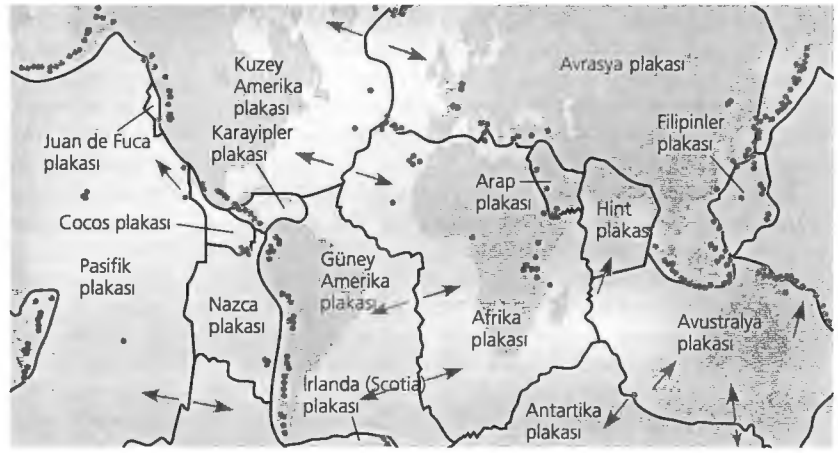 Kuzey
Amerika
plakası
Avrasya plakası
Juan de Fuca
plakası
Karayipler
plakası
Filipinler
plakası
Arap
plakası
Hint
plakası
Cocos plakası
Pasifik
plakası
Nazca
plakası
Güney
Amerika
plakası
Afrika
plakası
Avustralya
plakası
İrlanda (Scotia)
plakası
Antartika
plakası